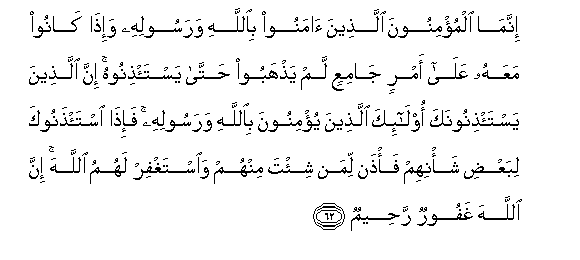 إِنَّمَا ٱلْمُؤْمِنُونَ ٱلَّذِينَ ءَامَنُوا۟ بِٱللَّهِ وَرَسُولِهِۦ وَإِذَا كَانُوا۟
مَعَهُۥ عَلَىٰٓ أَمْرٍ جَامِعٍ لَّمْ يَذْهَبُوا۟ حَتَّىٰ يَسْتَـْٔذِنُوهُ ۚ إِنَّ ٱلَّذِينَ
يَسْتَـْٔذِنُونَكَ أُو۟لَٰٓئِكَ ٱلَّذِينَ يُؤْمِنُونَ بِٱللَّهِ وَرَسُولِهِۦ ۚ فَإِذَا ٱسْتَـْٔذَنُوكَ
لِبَعْضِ شَأْنِهِمْ فَأْذَن لِّمَن شِئْتَ مِنْهُمْ وَٱسْتَغْفِرْ لَهُمُ ٱللَّهَ ۚ إِنَّ
ٱللَّهَ غَفُورٌ رَّحِيمٌ ﴿٦٢﴾